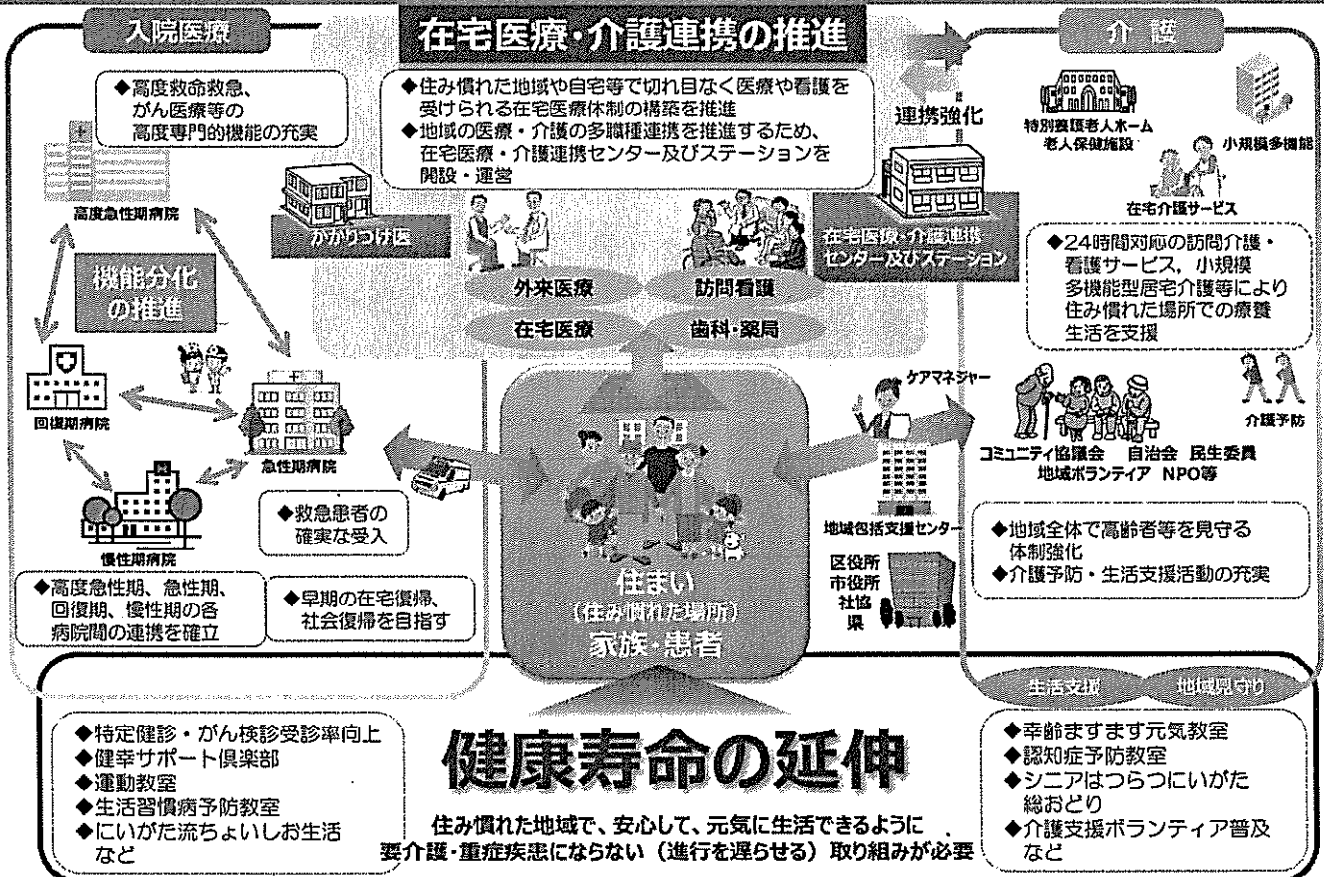 入院医療
◆高度救命救急、
がん医療等の
高度専門的機能の充実
高度急性期病院
機能分化
の推進
回復期病院
急性期病院
慢性期病院
◆救急患者の
確実な受入
◆高度急性期、急性期、
回復期、慢性期の各
病院間の連携を確立
◆早期の在宅復帰、
社会復帰を目指す
在宅医療・介護連携の推進
◆住み慣れた地域や自宅等で切れ目なく医療や看護を
受けられる在宅医療体制の構築を推進
◆地域の医療・介護の多職種連携を推進するため、
在宅医療・介護連携センター及びステーションを
開設・運営
かかりつけ医
在宅医療・介護連携
センター及びステーション
外来医療
訪問看護
在宅医療
歯科・薬局
連携強化
住まい
(住み慣れた場所)
家族・患者
ケアマネジャー
地域包括支援センター
区役所
市役所
社協
県
介護
特別養護老人ホーム
老人保健施設
小規模多機能
在宅介護サービス
◆24時間対応の訪問介護・
看護サービス，小規模
多機能型居宅介護等により
住み慣れた場所での療養
生活を支援
介護予防
コミュニティ協議会 自治会 民生委員
地域ボランティア NPO等
◆地域全体で高齢者等を見守る
体制強化
◆介護予防・生活支援活動の充実
生活支援
地域見守り
◆特定健診・がん検診受診率向上
◆健幸サポート倶楽部
◆運動教室
◆生活習慣病予防教室
◆にいがた流ちょいしお生活
など
健康寿命の延伸
住み慣れた地域で、安心して、元気に生活できるように
要介護・重症疾患にならない（進行を遅らせる）取り組みが必要
◆幸齢ますます元気教室
◆認知症予防教室
◆シニアはつらつにいがた
総おどり
◆介護支援ボランティア普及
など